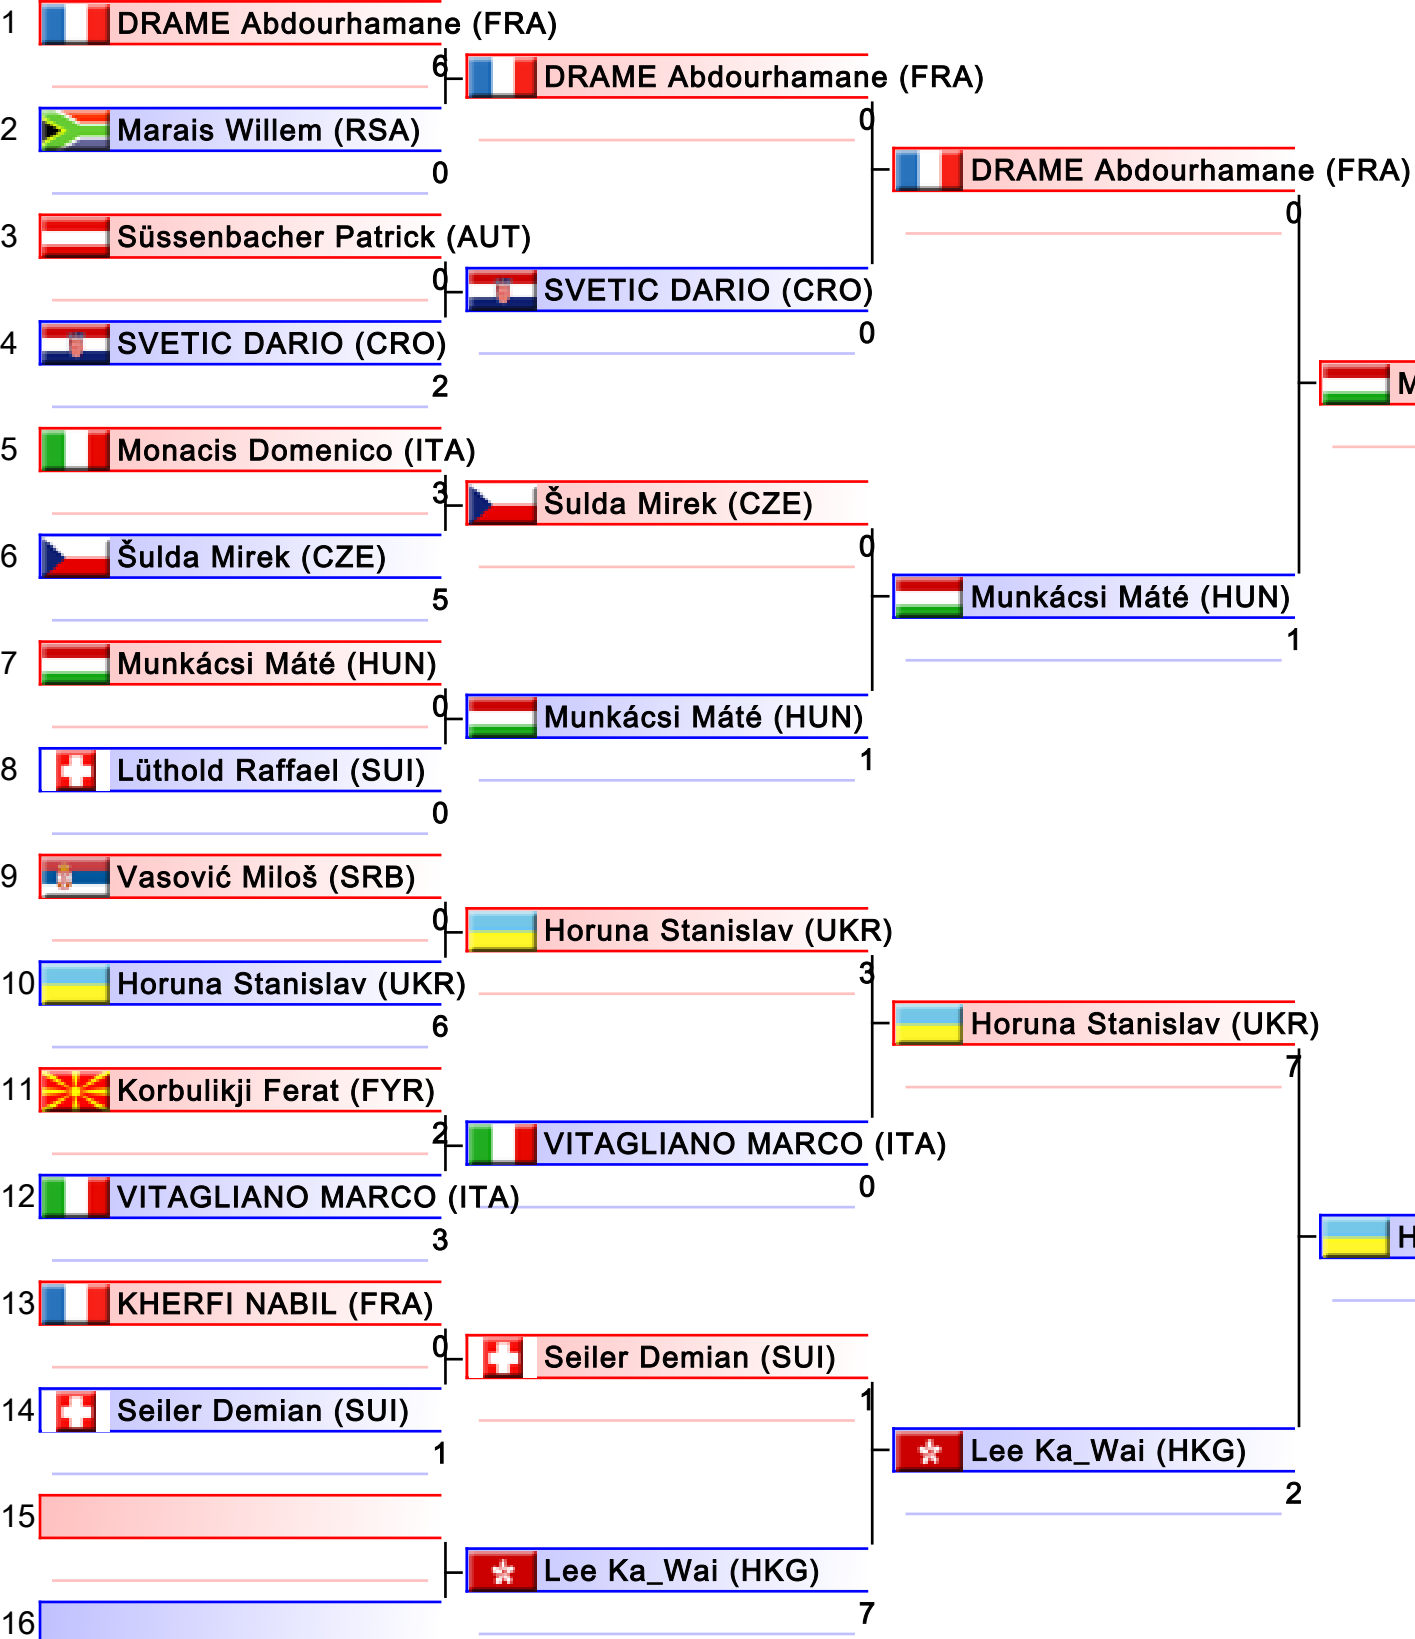 1 DRAME Abdourhamane (FRA)
6
2 Marais Willem (RSA)
0
3 Süssenbacher Patrick (AUT)
0
4 SVETIC DARIO (CRO)
2
5 Monacis Domenico (ITA)
3
6 Šulda Mirek (CZE)
5
7 Munkácsi Máté (HUN)
0
8 Lüthold Raffael (SUI)
0
9 Vasović Miloš (SRB)
0
10 Horuna Stanislav (UKR)
6
11 Korbulikji Ferat (FYR)
2
12 VITAGLIANO MARCO (ITA)
3
13 KHERFI NABIL (FRA)
0
14 Seiler Demian (SUI)
1
15
16
DRAME Abdourhamane (FRA)
0
SVETIC DARIO (CRO)
0
Šulda Mirek (CZE)
0
Munkácsi Máté (HUN)
1
Horuna Stanislav (UKR)
3
VITAGLIANO MARCO (ITA)
0
Seiler Demian (SUI)
1
Lee Ka_Wai (HKG)
7
DRAME Abdourhamane (FRA)
0
Munkácsi Máté (HUN)
1
Horuna Stanislav (UKR)
7
Lee Ka_Wai (HKG)
2